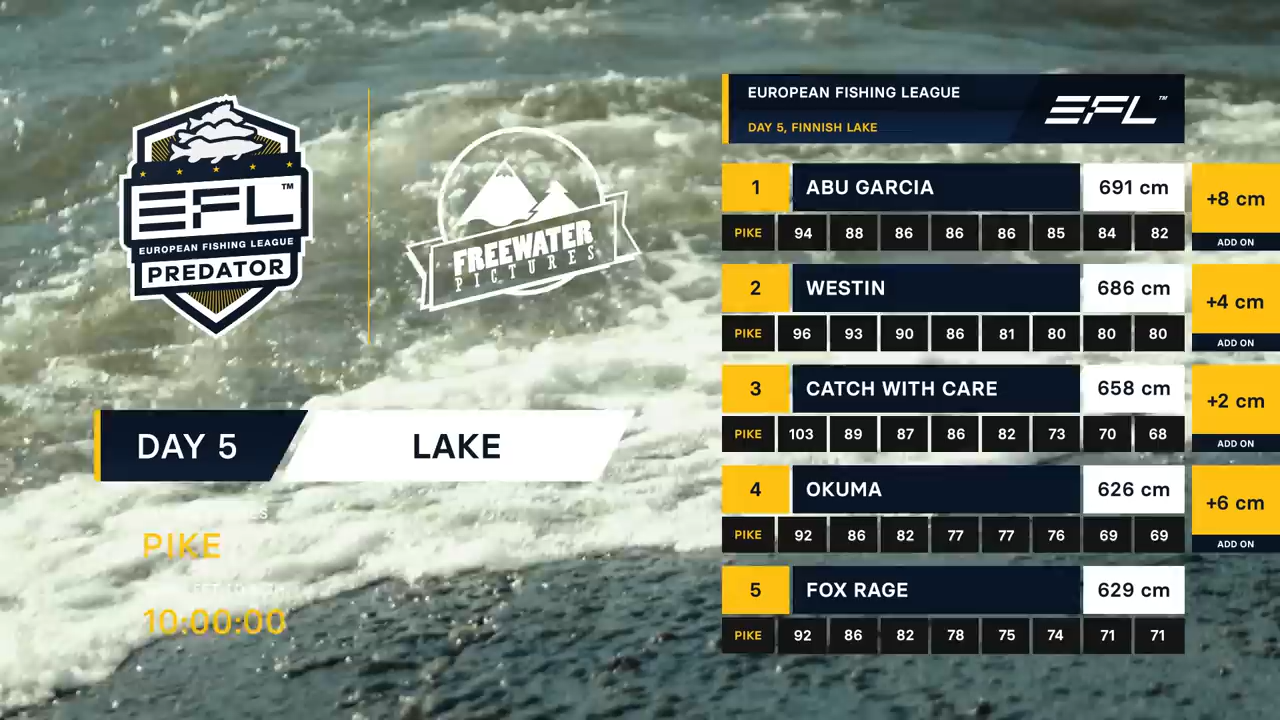 EFL™
EUROPEAN FISHING LEAGUE
PREDATOR
FREEWATER
PICTURES
DAY 5 LAKE
PIKE
10:00:00
EUROPEAN FISHING LEAGUE
DAY 5, FINNISH LAKE
EFL™
1 ABU GARCIA 691 cm +8 cm
PIKE 94 88 86 86 86 85 84 82 ADD ON
2 WESTIN 686 cm +4 cm
PIKE 96 93 90 86 81 80 80 80 ADD ON
3 CATCH WITH CARE 658 cm +2 cm
PIKE 103 89 87 86 82 73 70 68 ADD ON
4 OKUMA 626 cm +6 cm
PIKE 92 86 82 77 77 76 69 69 ADD ON
5 FOX RAGE 629 cm
PIKE 92 86 82 78 75 74 71 71